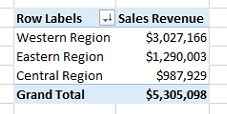 Row Labels Sales Revenue
Western Region $3,027,166
Eastern Region $1,290,003
Central Region $987,929
Grand Total $5,305,098